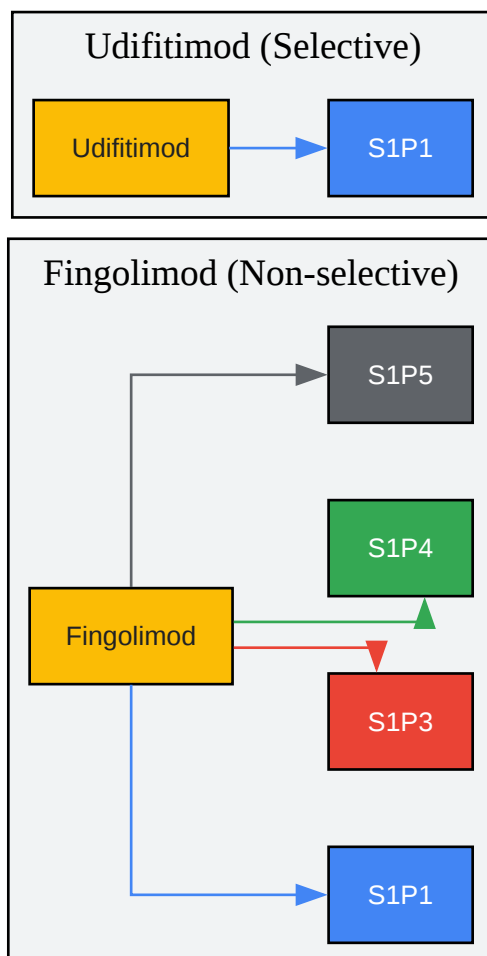 Udifitimod (Selective)
Udifitimod
S1P1
Fingolimod (Non-selective)
S1P5
S1P4
Fingolimod
S1P3
S1P1